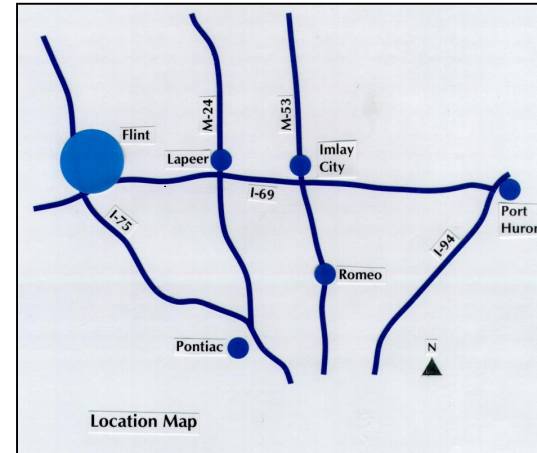 M-24
M-53
Flint
Lapeer
Imlay
City
I-69
I-75
Port
Huron
I-94
Romeo
Pontiac
N
Location Map